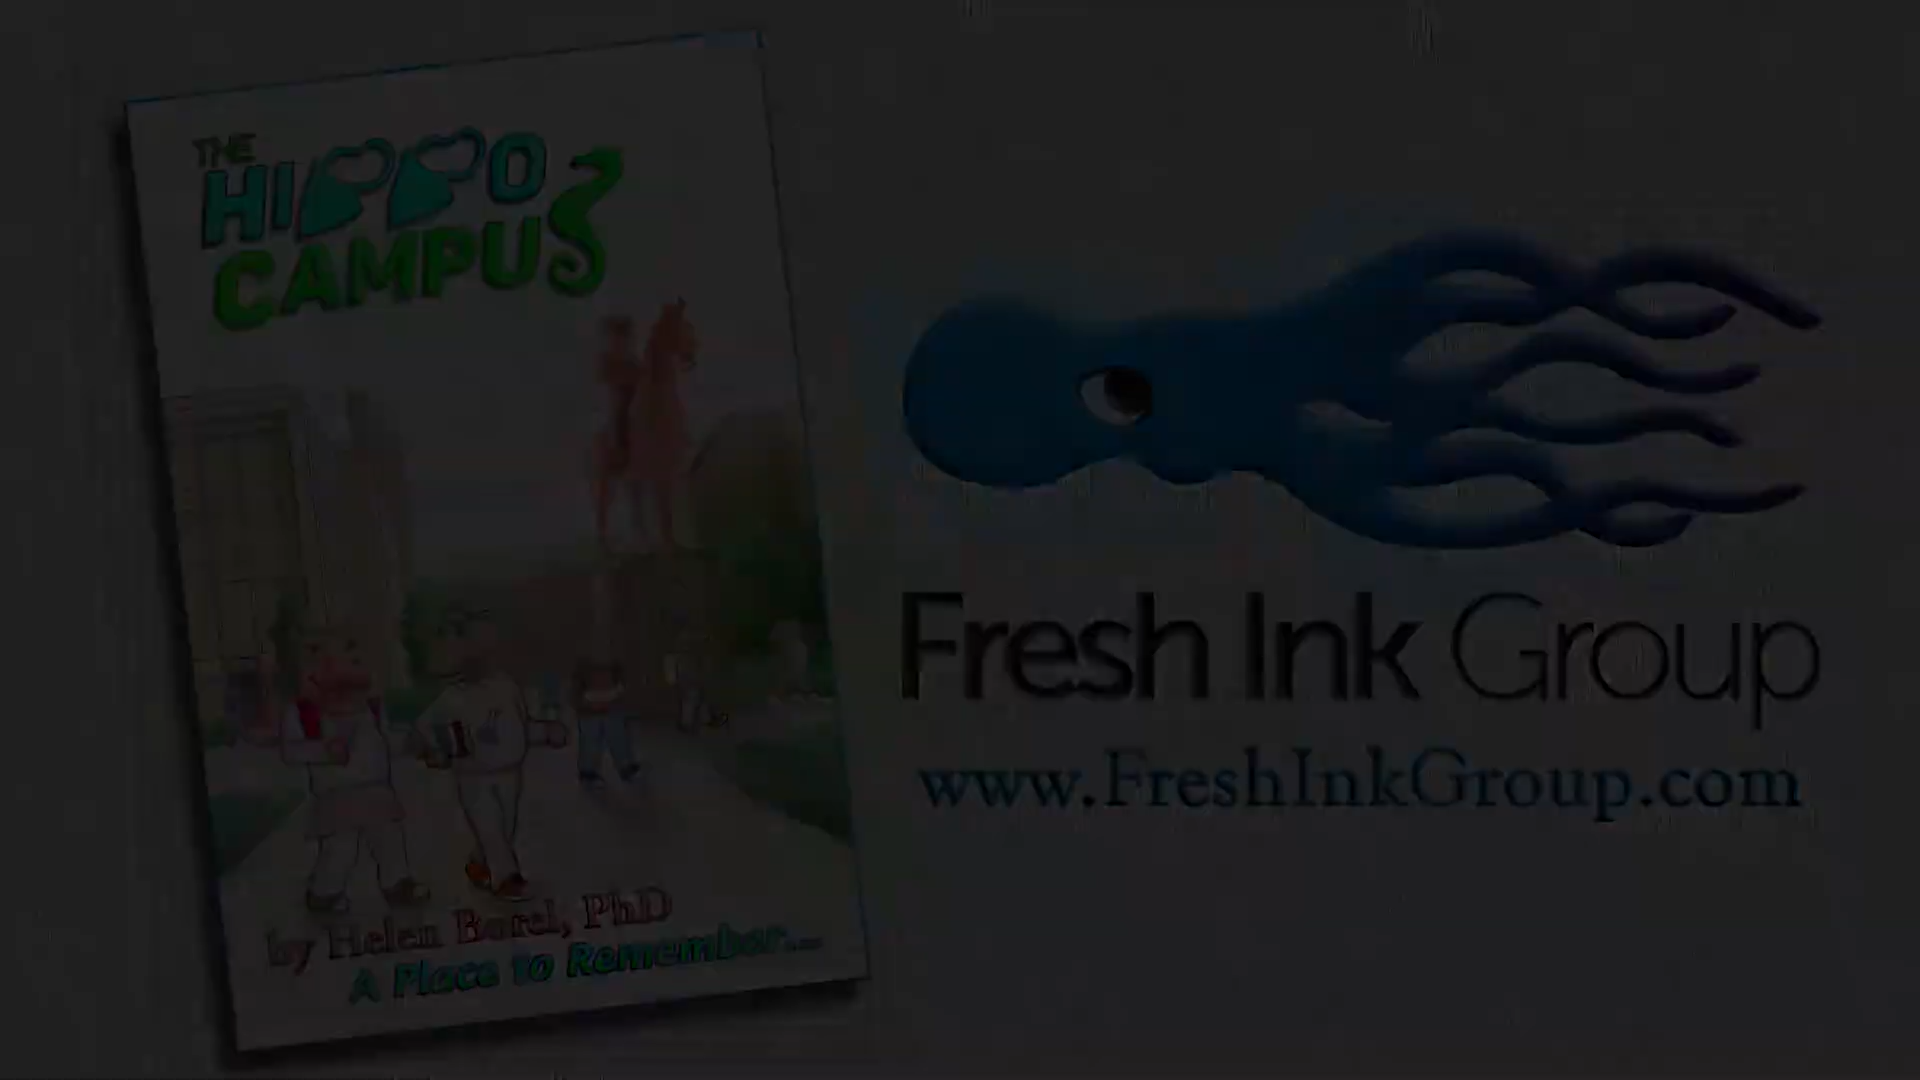 THE
HIPPO
CAMPUS
by Helen Borel, PhD
A Place to Remember...
Fresh Ink Group
www.FreshInkGroup.com